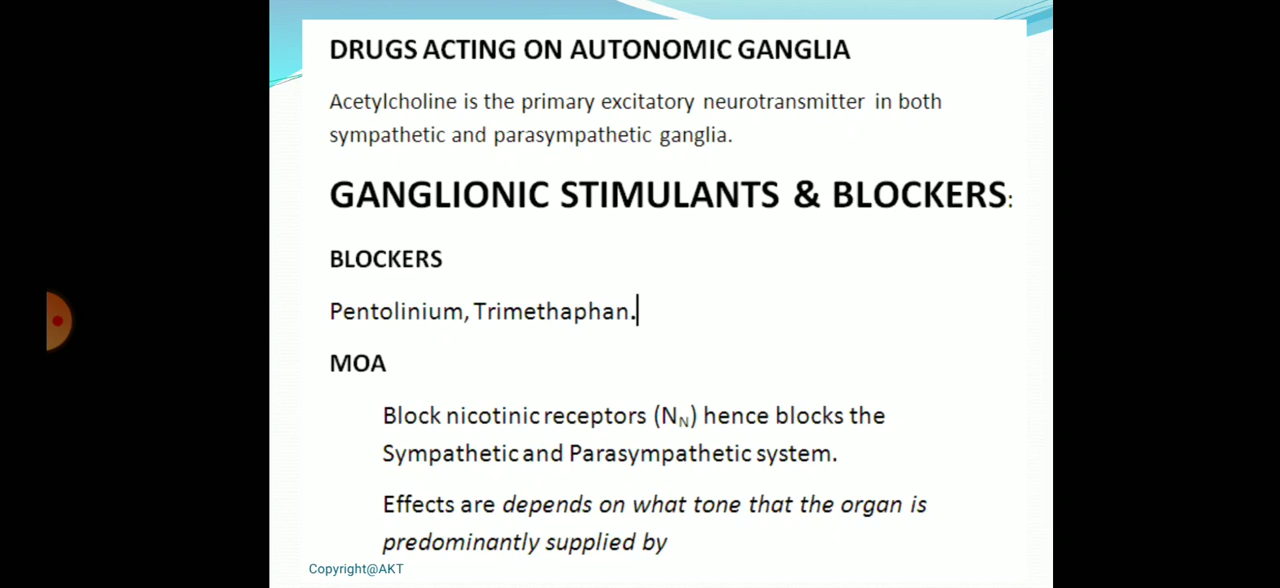 DRUGS ACTING ON AUTONOMIC GANGLIA
Acetylcholine is the primary excitatory neurotransmitter in both
sympathetic and parasympathetic ganglia.
GANGLIONIC STIMULANTS & BLOCKERS:
BLOCKERS
Pentolinium, Trimethaphan.
MOA
Block nicotinic receptors (NN) hence blocks the
Sympathetic and Parasympathetic system.
Effects are depends on what tone that the organ is
predominantly supplied by
Copyright@AKT